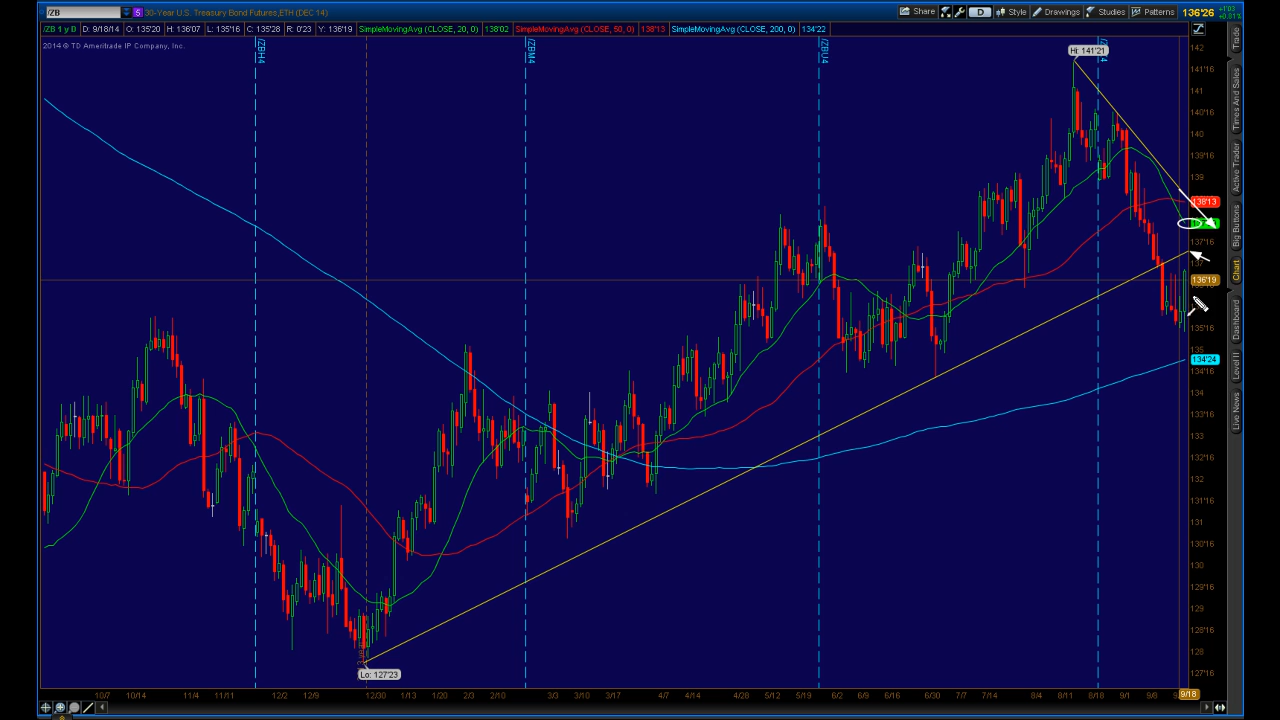 /ZB S 30-Year U.S. Treasury Bond Futures,ETH (DEC 14) Share D Style Drawings Studies Patterns 136'26 +1'03 +0.81%
/ZB 1 y D D: 9/18/14 O: 135'20 H: 136'07 L: 135'16 C: 135'28 R: 0'23 Y: 136'19 SimpleMovingAvg (CLOSE, 20, 0) 138'02 SimpleMovingAvg (CLOSE, 50, 0) 138'13 SimpleMovingAvg (CLOSE, 200, 0) 134'22
2014 © TD Ameritrade IP Company, Inc.
/ZBH4
/ZBM4
/ZBU4
Hi: 141'21
Lo: 127'23
142
141'16
141
140'16
140
139'16
139
138'13
137'16
137
136'19
135'16
135
134'24
134'16
134
133'16
133
132'16
132
131'16
131
130'16
130
129'16
129
128'16
128
127'16
10/7 10/14 11/4 11/11 12/2 12/9 12/30 1/13 1/20 2/3 2/10 3/3 3/17 4/7 4/14 5/12 5/19 6/2 6/9 6/16 6/30 7/7 7/14 8/4 8/11 8/18 9/1 9/8 9/18
Trade
Times And Sales
Active Trader
Big Buttons
Chart
Dashboard
Level II
Live News